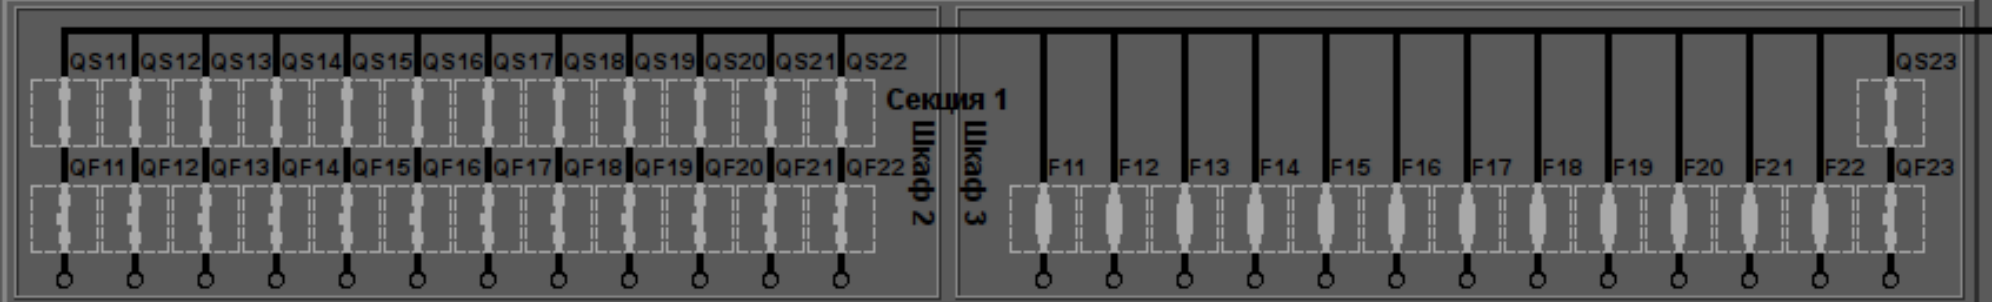 QS11 QS12 QS13 QS14 QS15 QS16 QS17 QS18 QS19 QS20 QS21 QS22 QS23
Секция 1
QF11 QF12 QF13 QF14 QF15 QF16 QF17 QF18 QF19 QF20 QF21 QF22
Шкаф 2
Шкаф 3
F11 F12 F13 F14 F15 F16 F17 F18 F19 F20 F21 F22 QF23